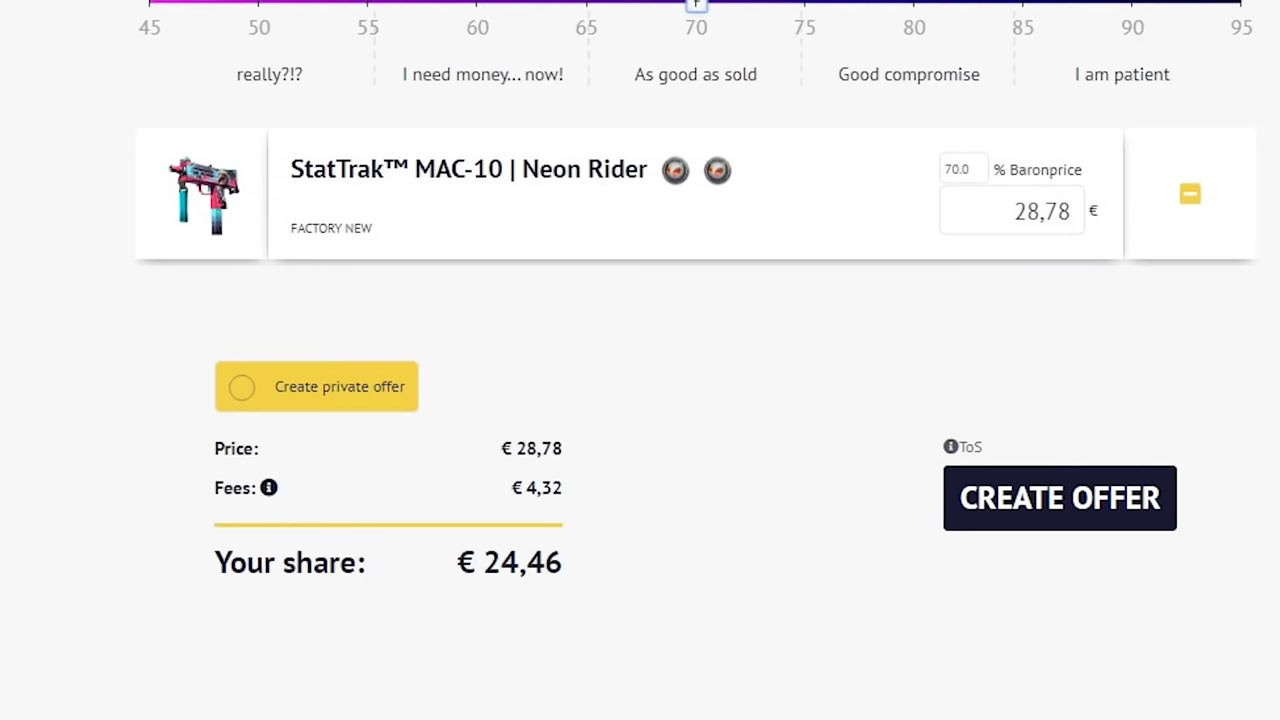 45 50 55 60 65 70 75 80 85 90 95
really?!? I need money... now! As good as sold Good compromise I am patient
StatTrak™ MAC-10 | Neon Rider
70.0 % Baronprice
28,78 €
FACTORY NEW
Create private offer
Price: € 28,78
ToS
Fees: € 4,32
CREATE OFFER
Your share: € 24,46